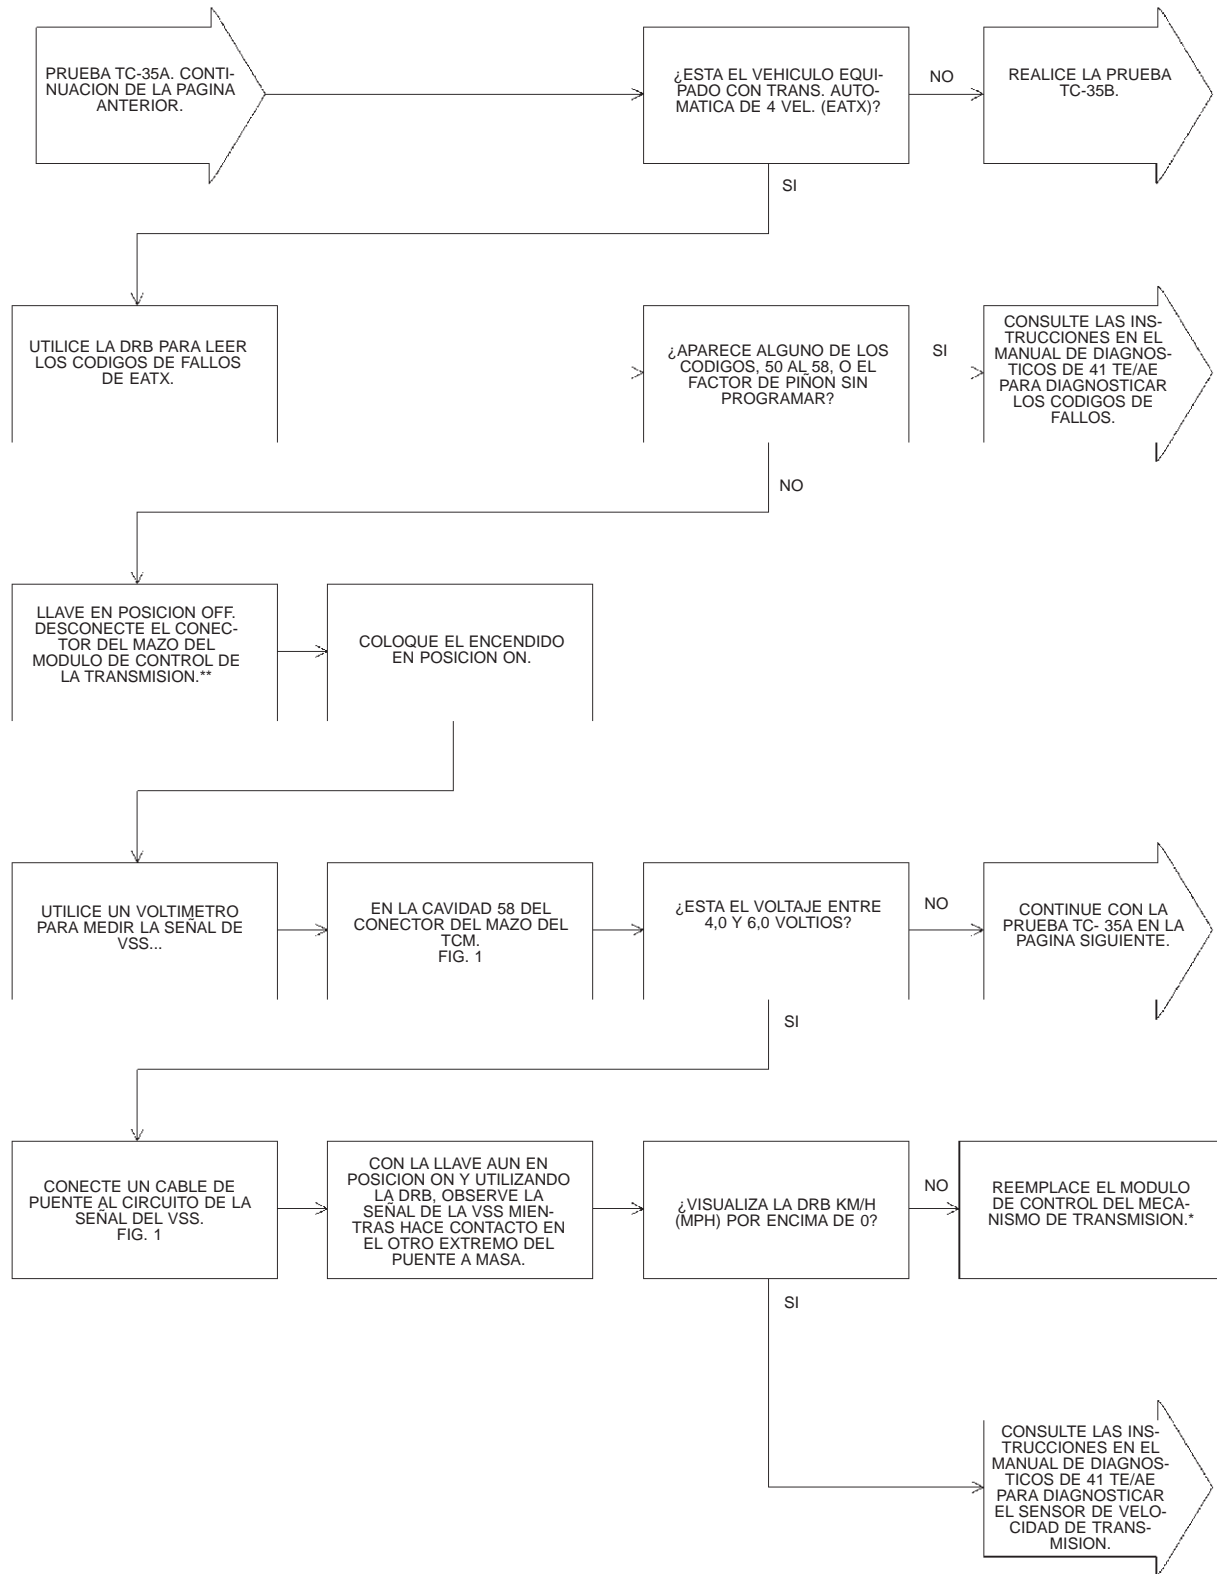 PRUEBA TC-35A. CONTI-
NUACION DE LA PAGINA
ANTERIOR.
¿ESTA EL VEHICULO EQUI-
PADO CON TRANS. AUTO-
MATICA DE 4 VEL. (EATX)?
NO
REALICE LA PRUEBA
TC-35B.
SI
UTILICE LA DRB PARA LEER
LOS CODIGOS DE FALLOS
DE EATX.
¿APARECE ALGUNO DE LOS
CODIGOS, 50 AL 58, O EL
FACTOR DE PIÑON SIN
PROGRAMAR?
SI
CONSULTE LAS INS-
TRUCCIONES EN EL
MANUAL DE DIAGNOS-
TICOS DE 41 TE/AE
PARA DIAGNOSTICAR
LOS CODIGOS DE
FALLOS.
NO
LLAVE EN POSICION OFF.
DESCONECTE EL CONEC-
TOR DEL MAZO DEL
MODULO DE CONTROL DE
LA TRANSMISION.**
COLOQUE EL ENCENDIDO
EN POSICION ON.
UTILICE UN VOLTIMETRO
PARA MEDIR LA SEÑAL DE
VSS...
EN LA CAVIDAD 58 DEL
CONECTOR DEL MAZO DEL
TCM.
FIG. 1
¿ESTA EL VOLTAJE ENTRE
4,0 Y 6,0 VOLTIOS?
NO
CONTINUE CON LA
PRUEBA TC- 35A EN LA
PAGINA SIGUIENTE.
SI
CONECTE UN CABLE DE
PUENTE AL CIRCUITO DE LA
SEÑAL DEL VSS.
FIG. 1
CON LA LLAVE AUN EN
POSICION ON Y UTILIZANDO
LA DRB, OBSERVE LA
SEÑAL DE LA VSS MIEN-
TRAS HACE CONTACTO EN
EL OTRO EXTREMO DEL
PUENTE A MASA.
¿VISUALIZA LA DRB KM/H
(MPH) POR ENCIMA DE 0?
NO
REEMPLACE EL MODULO
DE CONTROL DEL MECA-
NISMO DE TRANSMISION.*
SI
CONSULTE LAS INS-
TRUCCIONES EN EL
MANUAL DE DIAGNOS-
TICOS DE 41 TE/AE
PARA DIAGNOSTICAR
EL SENSOR DE VELO-
CIDAD DE TRANS-
MISION.